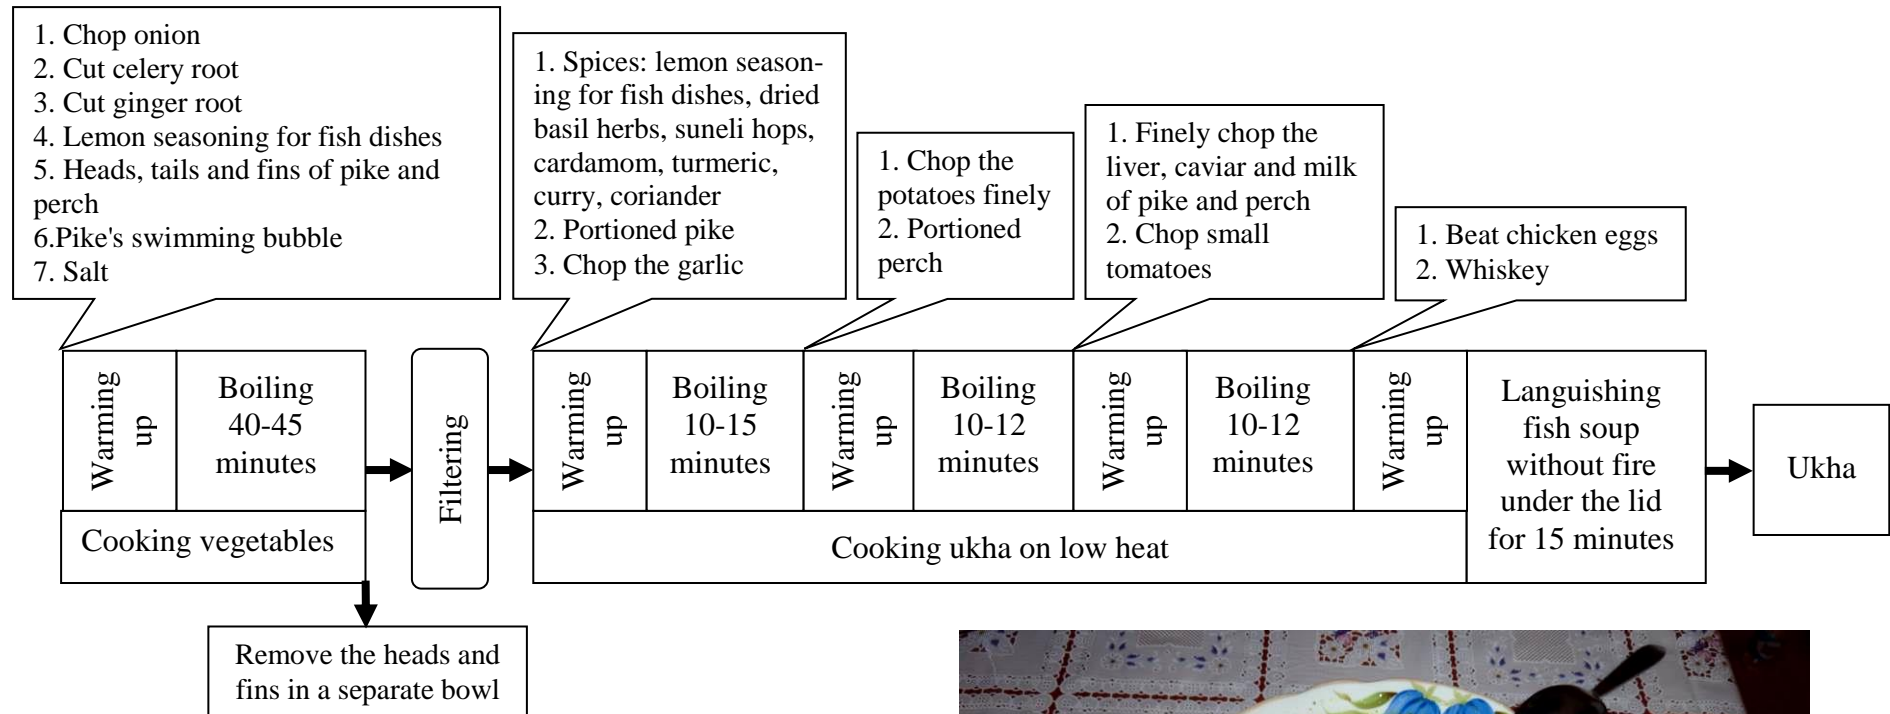 1. Chop onion
2. Cut celery root
3. Cut ginger root
4. Lemon seasoning for fish dishes
5. Heads, tails and fins of pike and
perch
6.Pike's swimming bubble
7. Salt
1. Spices: lemon season-
ing for fish dishes, dried
basil herbs, suneli hops,
cardamom, turmeric,
curry, coriander
2. Portioned pike
3. Chop the garlic
1. Chop the
potatoes finely
2. Portioned
perch
1. Finely chop the
liver, caviar and milk
of pike and perch
2. Chop small
tomatoes
1. Beat chicken eggs
2. Whiskey
Warming
up
Boiling
40-45
minutes
Cooking vegetables
Filtering
Warming
up
Boiling
10-15
minutes
Warming
up
Boiling
10-12
minutes
Warming
up
Boiling
10-12
minutes
Warming
up
Cooking ukha on low heat
Languishing
fish soup
without fire
under the lid
for 15 minutes
Ukha
Remove the heads and
fins in a separate bowl